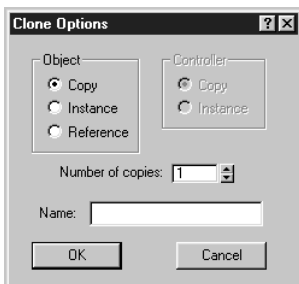 Clone Options
Object
Copy
Instance
Reference
Controller
Copy
Instance
Number of copies: 1
Name:
OK Cancel